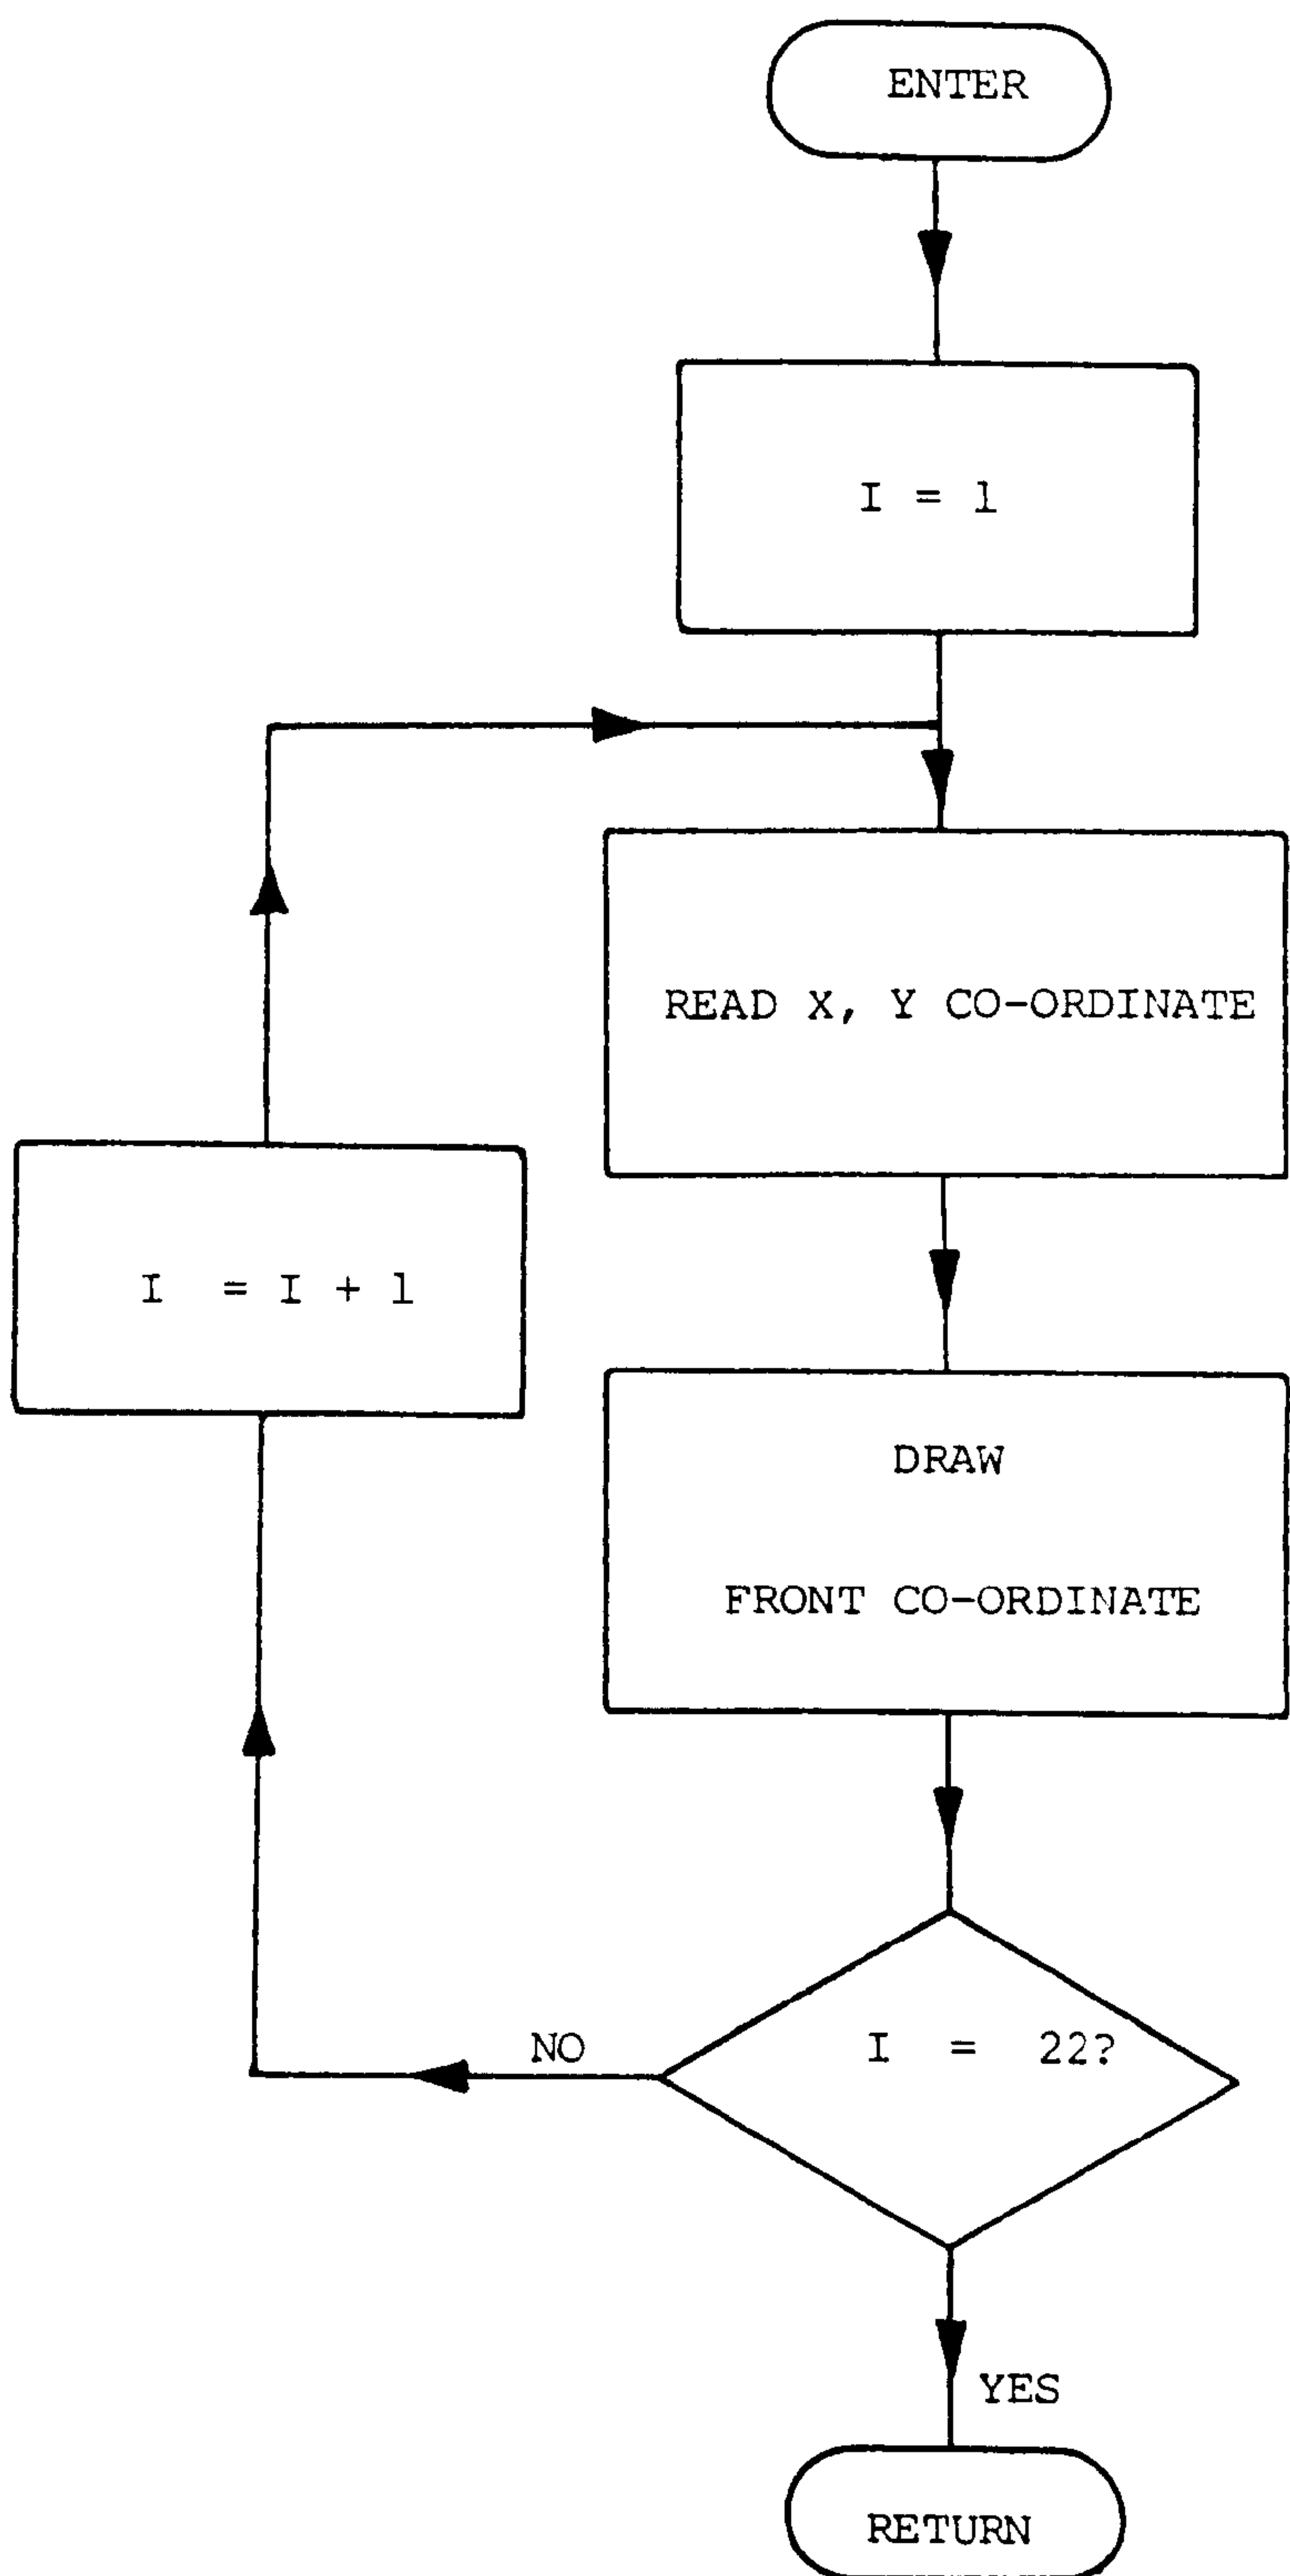 ENTER
I = 1
READ X, Y CO-ORDINATE
I = I + 1
DRAW
FRONT CO-ORDINATE
I = 22?
NO
YES
RETURN